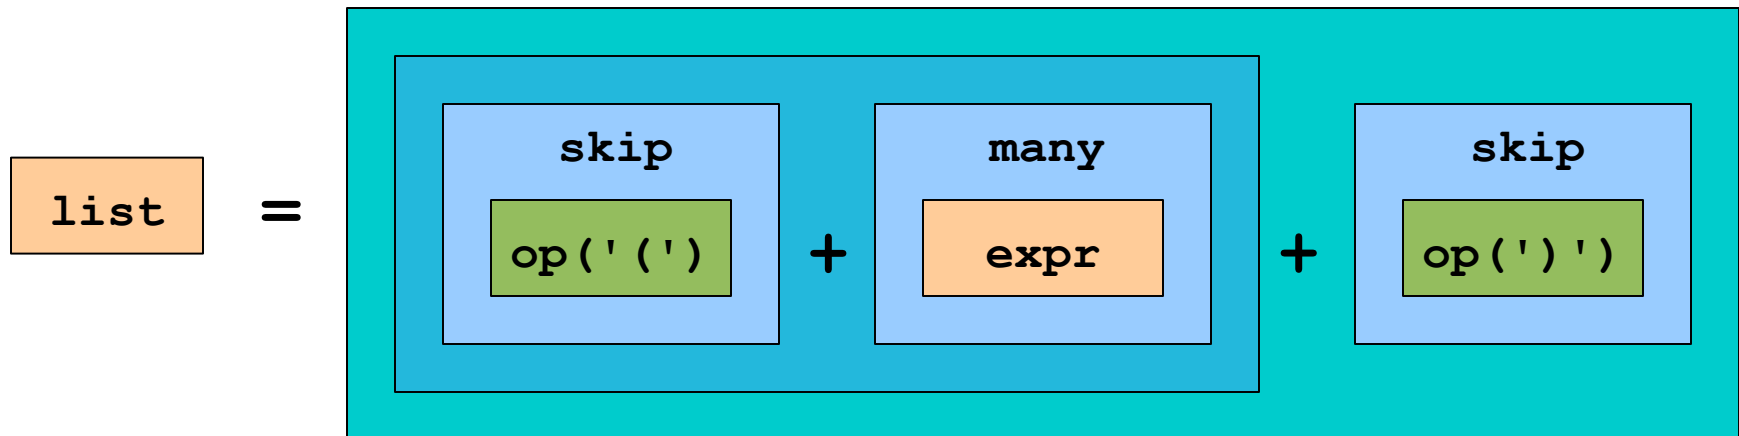 skip many skip
list = op('(') + expr + op(')')